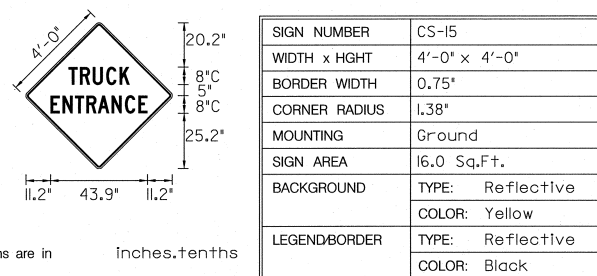 4'-0"
TRUCK
ENTRANCE
20.2"
8"C
5"
8"C
25.2"
11.2" 43.9" 11.2"
ns are in inches.tenths
SIGN NUMBER CS-15
WIDTH x HGHT 4'-0" x 4'-0"
BORDER WIDTH 0.75"
CORNER RADIUS 1.38"
MOUNTING Ground
SIGN AREA 16.0 Sq.Ft.
BACKGROUND TYPE: Reflective
COLOR: Yellow
LEGEND/BORDER TYPE: Reflective
COLOR: Black